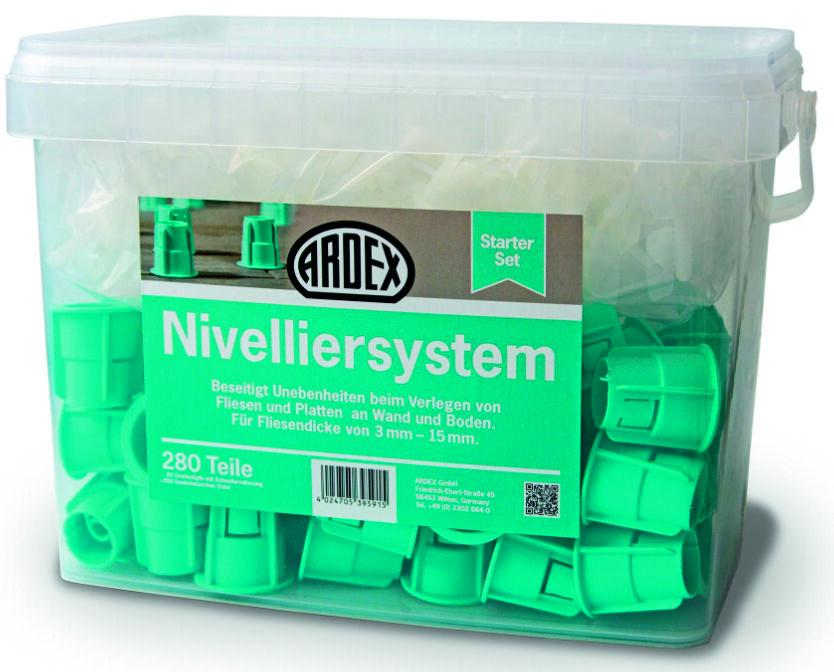 ARDEX
Starter
Set
Nivelliersystem
Beseitigt Unebenheiten beim Verlegen von
Fliesen und Platten an Wand und Boden.
Für Fliesendicke von 3 mm – 15 mm.
280 Teile
ARDEX GmbH
Friedrich-Ebert-Straße 45
58453 Witten, Germany
Tel. +49 (0) 2302 664-0
4 024705 395915